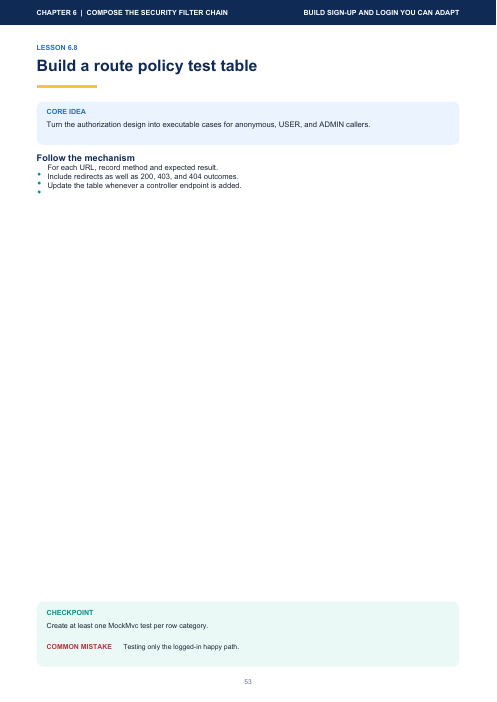 CHAPTER 6 | COMPOSE THE SECURITY FILTER CHAIN
BUILD SIGN-UP AND LOGIN YOU CAN ADAPT
LESSON 6.8
Build a route policy test table
CORE IDEA
Turn the authorization design into executable cases for anonymous, USER, and ADMIN callers.
Follow the mechanism
For each URL, record method and expected result.
Include redirects as well as 200, 403, and 404 outcomes.
Update the table whenever a controller endpoint is added.
CHECKPOINT
Create at least one MockMvc test per row category.
COMMON MISTAKE Testing only the logged-in happy path.
53